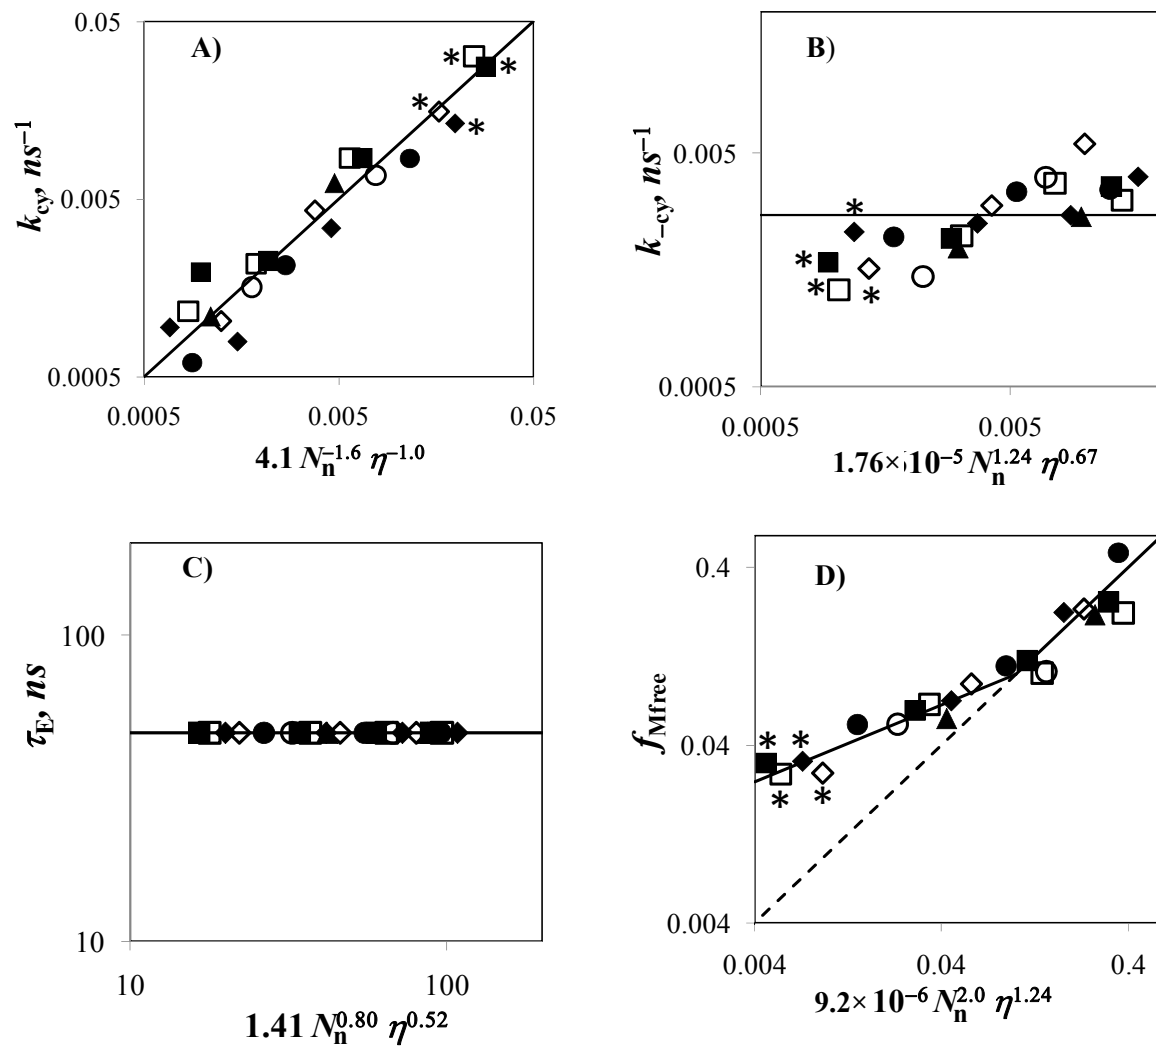 A)
0.05
0.005
0.0005
k_cy, ns⁻¹
0.0005 0.005 0.05
4.1 N_n^−1.6 η^−1.0
* * * *
B)
0.005
0.0005
k_−cy, ns⁻¹
0.0005 0.005
1.76× 10^−5 N_n^1.24 η^0.67
* * * *
C)
100
10
τ_E, ns
10 100
1.41 N_n^0.80 η^0.52
D)
0.4
0.04
0.004
f_Mfree
0.004 0.04 0.4
9.2× 10^−6 N_n^2.0 η^1.24
* * * *